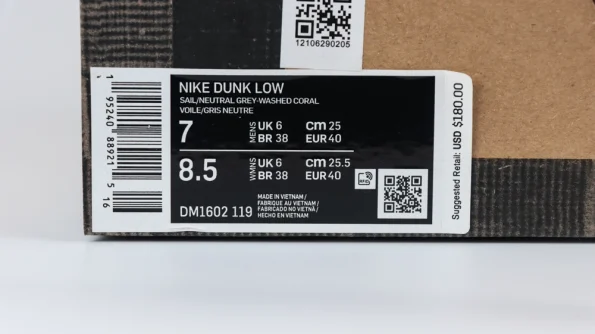 12106290205
NIKE DUNK LOW
SAIL/NEUTRAL GREY-WASHED CORAL
VOILE/GRIS NEUTRE
7 MENS UK 6 cm 25
BR 38 EUR 40
8.5 WMNS UK 6 cm 25.5
BR 38 EUR 40
RFID
DM1602 119
MADE IN VIETNAM /
FABRIQUE AU VIETNAM /
FABRICADO NO VIETNÃ /
HECHO EN VIETNAM
1 95240 88921 5 16
Suggested Retail: USD $180.00